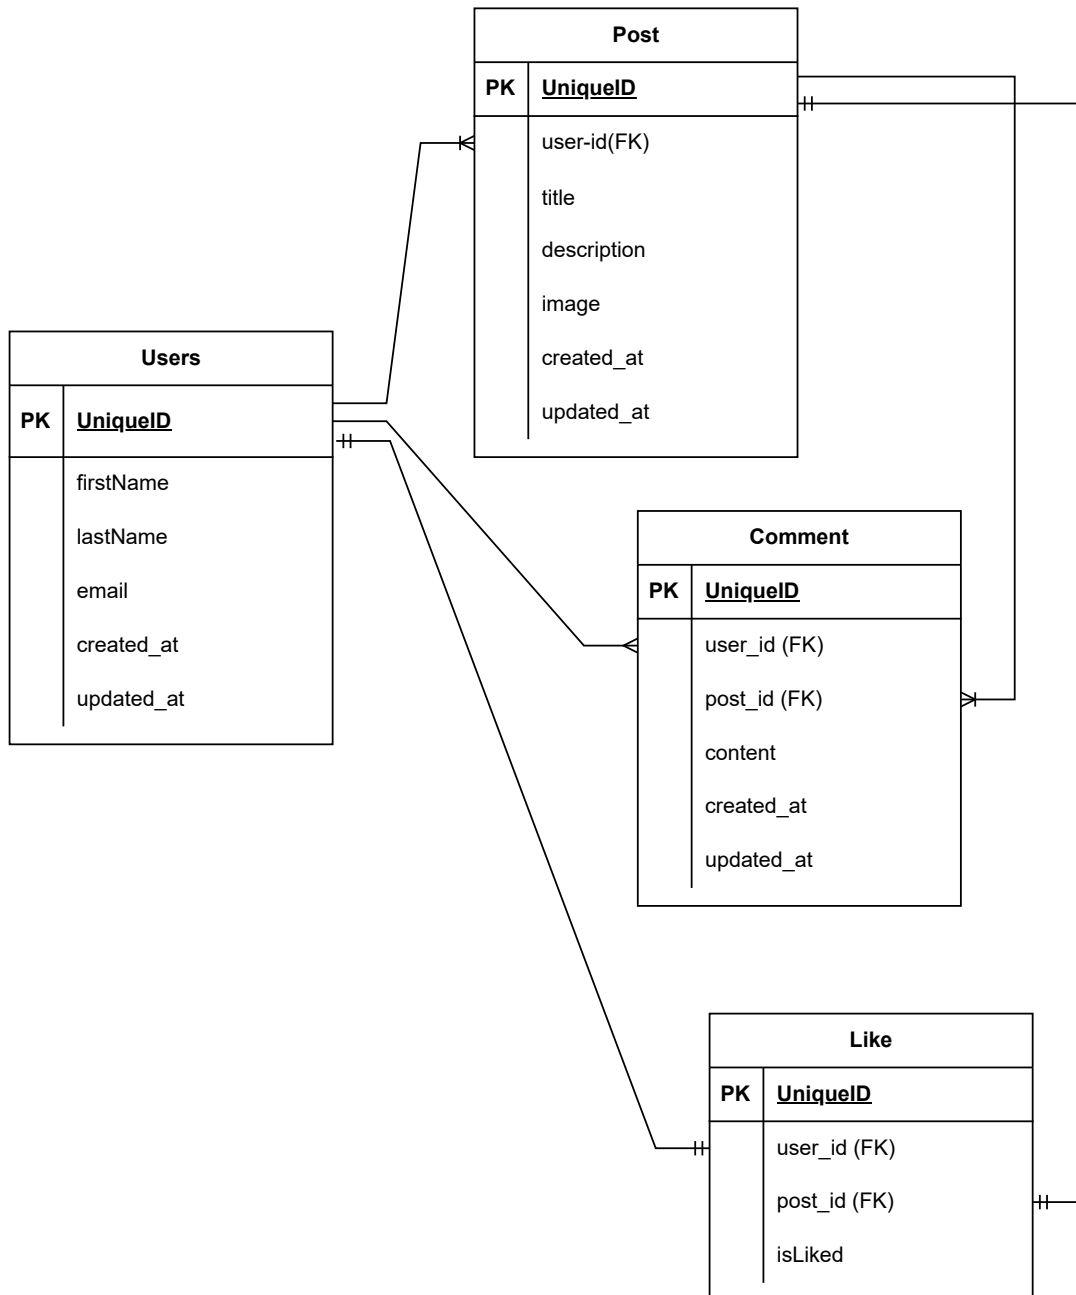 Post
PK UniqueID
user-id(FK)
title
description
image
created_at
updated_at
Users
PK UniqueID
firstName
lastName
email
created_at
updated_at
Comment
PK UniqueID
user_id (FK)
post_id (FK)
content
created_at
updated_at
Like
PK UniqueID
user_id (FK)
post_id (FK)
isLiked